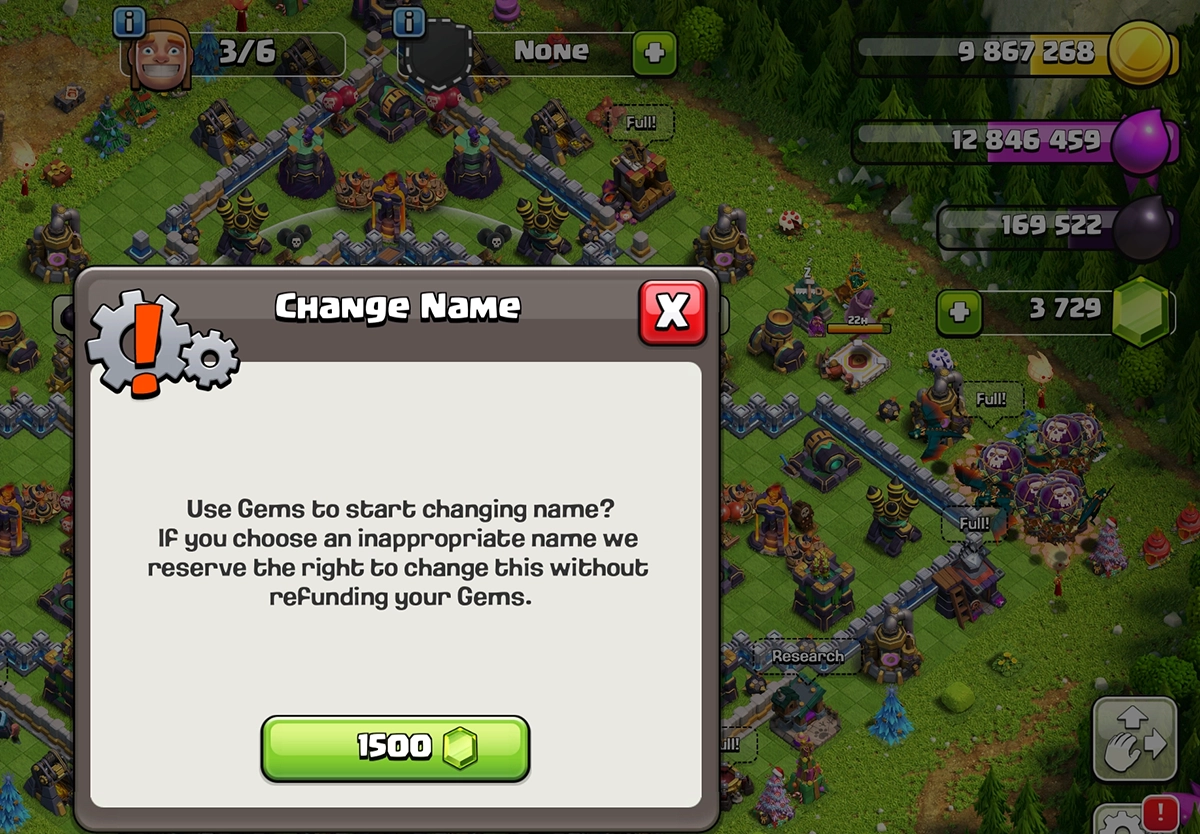 i
3/6
i
None
+
9 867 268
Full!
12 846 459
169 522
Z
Change Name
X
+
3 729
22H
Full!
Use Gems to start changing name?
Full!
If you choose an inappropriate name we
reserve the right to change this without
refunding your Gems.
Research
1500
!